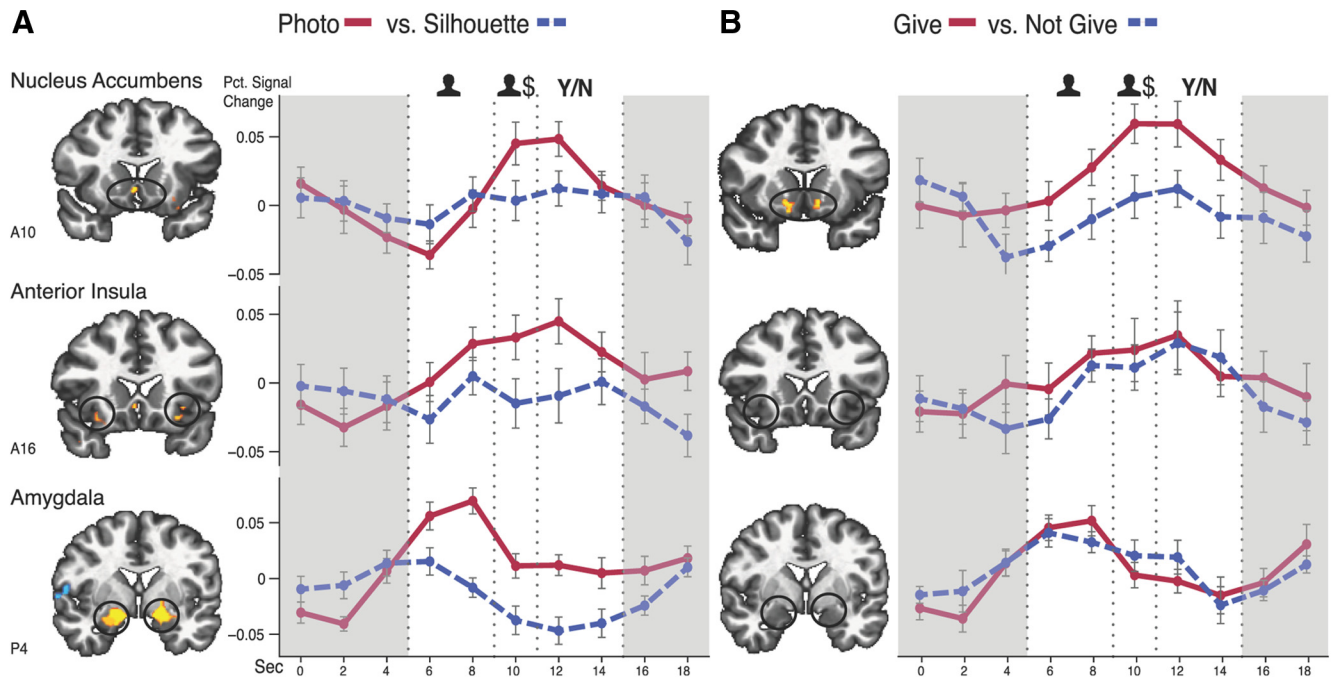 A
Photo vs. Silhouette
B
Give vs. Not Give
Nucleus Accumbens
Pct. Signal
Change
$ Y/N
$ Y/N
0.05
0
−0.05
A10
Anterior Insula
0.05
0
−0.05
A16
Amygdala
0.05
0
−0.05
P4
Sec 0 2 4 6 8 10 12 14 16 18
0 2 4 6 8 10 12 14 16 18